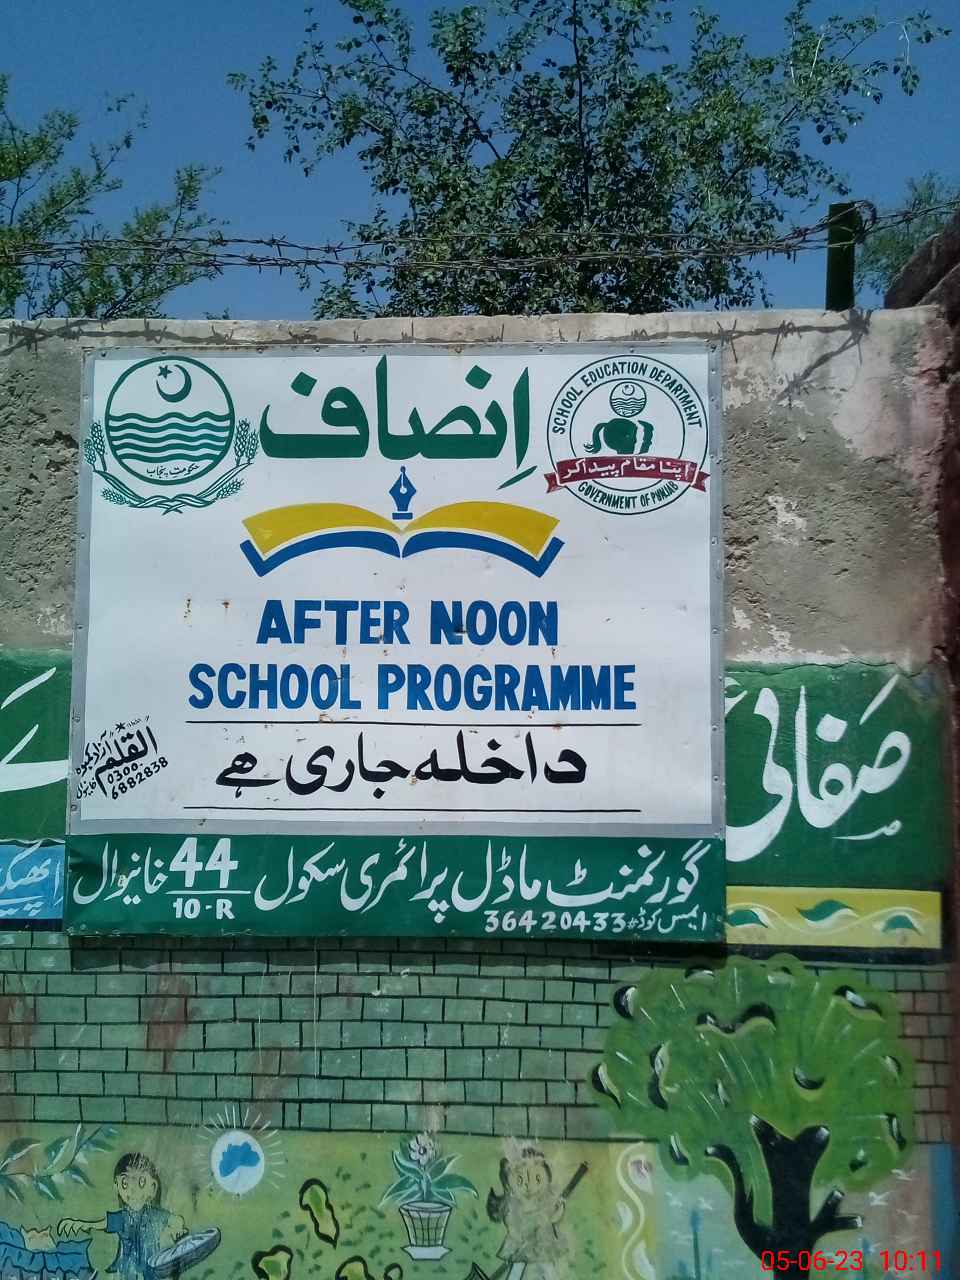 اِنصاف
حکومتِ پنجاب
SCHOOL EDUCATION DEPARTMENT
اپنا مقام پیدا کر
GOVERNMENT OF PUNJAB
AFTER NOON
SCHOOL PROGRAMME
داخلہ جاری ہے
القلم
0300-
6882838
صفائی
گورنمنٹ ماڈل پرائمری سکول 44 خانیوال
10-R
ایمس کوڈ# 36420433
05-06-23 10:11